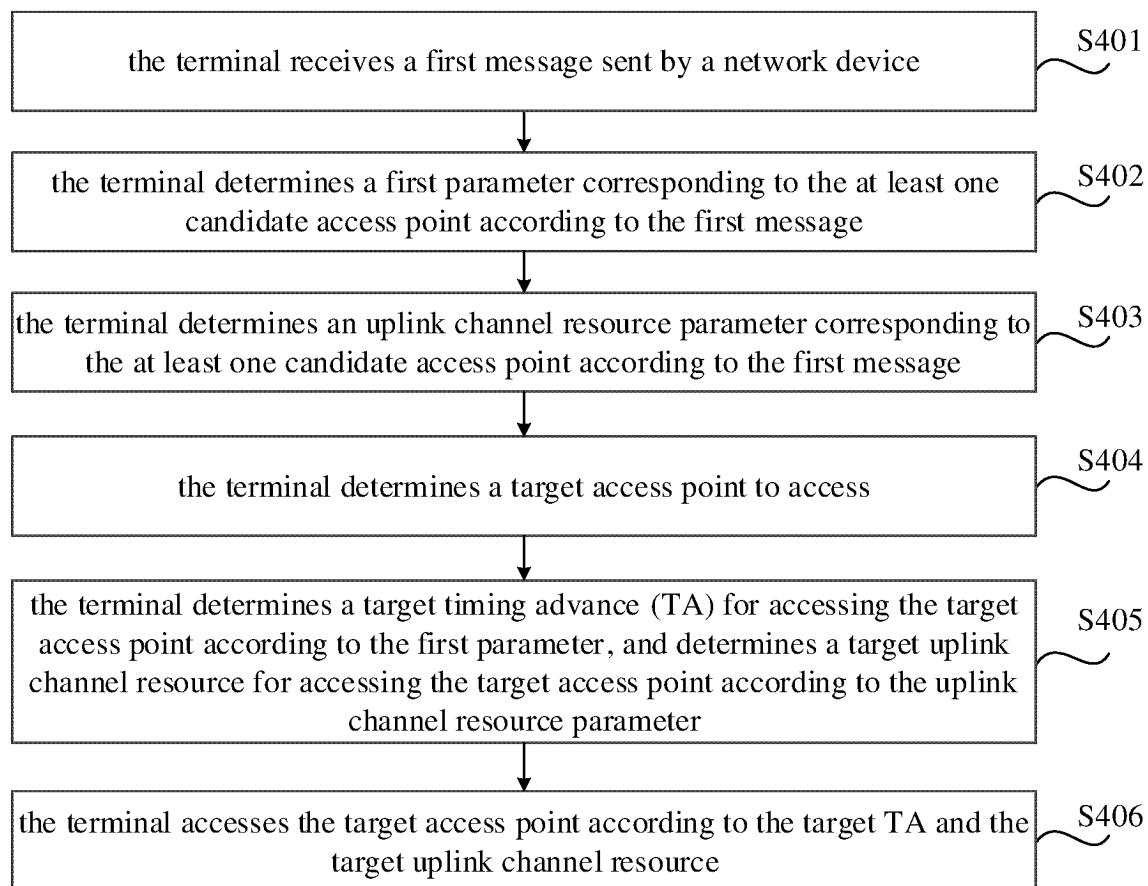 the terminal receives a first message sent by a network device
S401
the terminal determines a first parameter corresponding to the at least one
candidate access point according to the first message
S402
the terminal determines an uplink channel resource parameter corresponding to
the at least one candidate access point according to the first message
S403
the terminal determines a target access point to access
S404
the terminal determines a target timing advance (TA) for accessing the target
access point according to the first parameter, and determines a target uplink
channel resource for accessing the target access point according to the uplink
channel resource parameter
S405
the terminal accesses the target access point according to the target TA and the
target uplink channel resource
S406